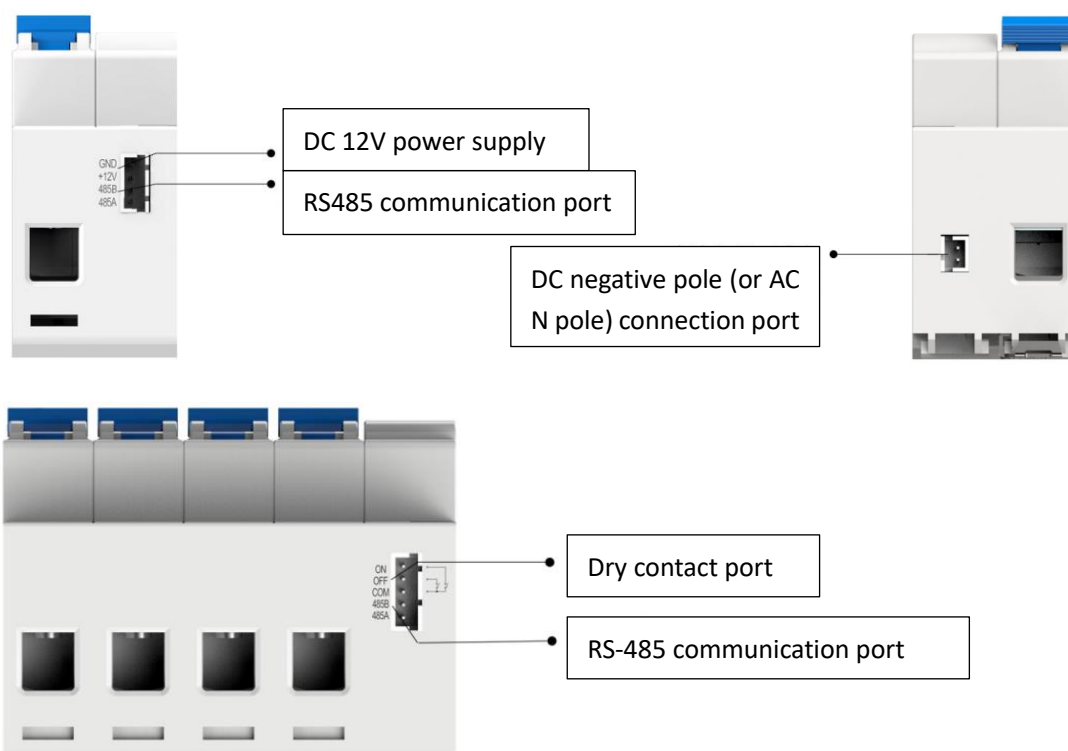 DC 12V power supply
GND
+12V
485B
485A
RS485 communication port
DC negative pole (or AC
N pole) connection port
ON
OFF
COM
485B
485A
Dry contact port
RS-485 communication port